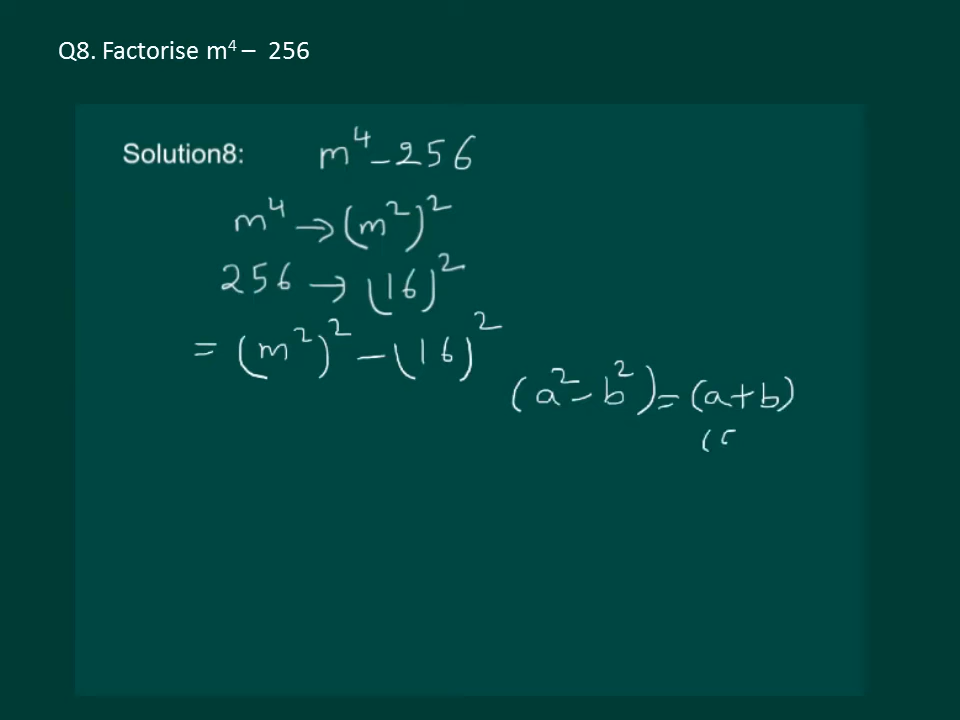 Q8. Factorise m⁴ – 256
Solution8: m⁴ – 256
m⁴ → (m²)²
256 → (16)²
= (m²)² – (16)²
(a² – b²) = (a + b)
(